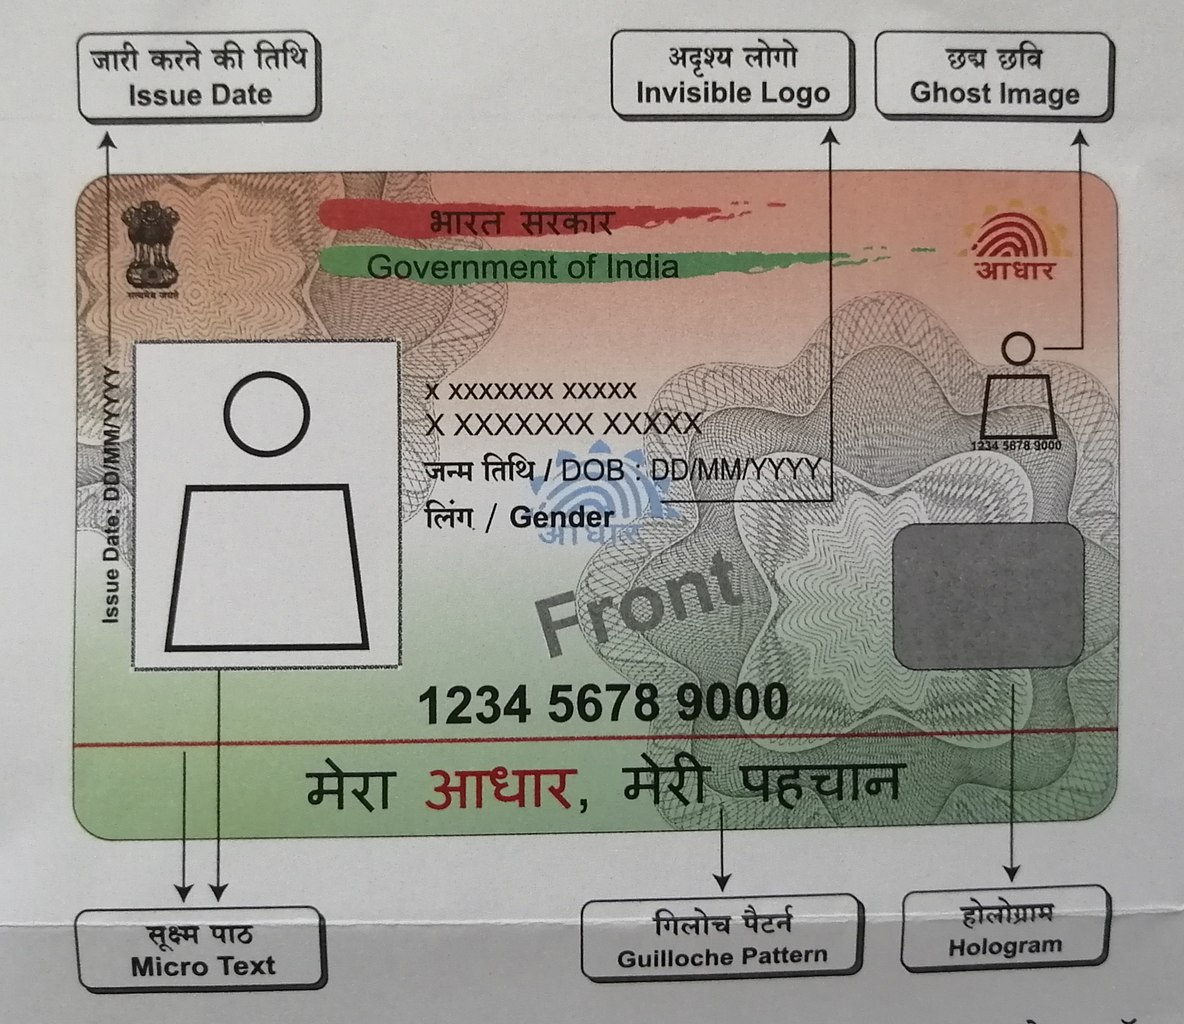 जारी करने की तिथि
Issue Date
अदृश्य लोगो
Invisible Logo
छद्म छवि
Ghost Image
सत्यमेव जयते
भारत सरकार
Government of India
आधार
Issue Date: DD/MM/YYYY
X XXXXXXX XXXXX
X XXXXXXX XXXXX
1234 5678 9000
जन्म तिथि / DOB : DD/MM/YYYY
लिंग / Gender
आधार
Front
1234 5678 9000
मेरा आधार, मेरी पहचान
सूक्ष्म पाठ
Micro Text
गिलोच पैटर्न
Guilloche Pattern
होलोग्राम
Hologram